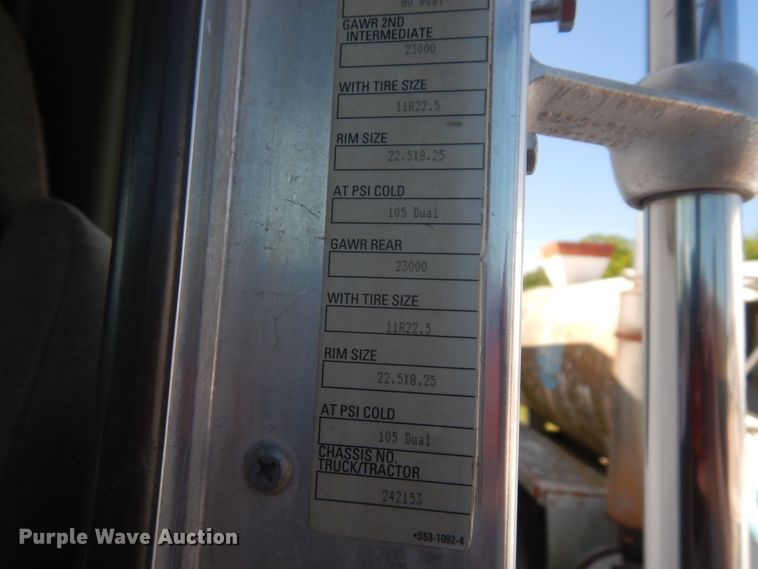 80 Dual
GAWR 2ND
INTERMEDIATE
23000
WITH TIRE SIZE
11R22.5
RIM SIZE
22.5X8.25
AT PSI COLD
105 Dual
GAWR REAR
23000
WITH TIRE SIZE
11R22.5
RIM SIZE
22.5X8.25
AT PSI COLD
105 Dual
CHASSIS NO.
TRUCK/TRACTOR
242153
*S53-1092-4
Purple Wave Auction